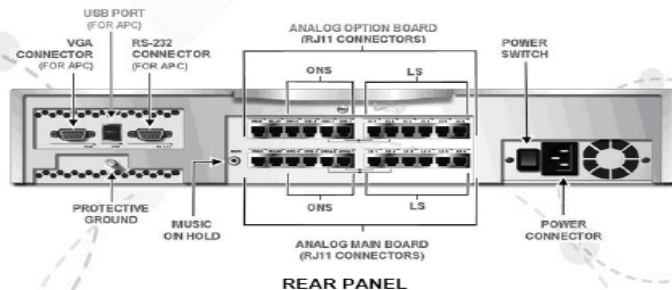 USB PORT
(FOR APC)
VGA
CONNECTOR
(FOR APC)
RS-232
CONNECTOR
(FOR APC)
ANALOG OPTION BOARD
(RJ11 CONNECTORS)
POWER
SWITCH
ONS
LS
PROTECTIVE
GROUND
MUSIC
ON HOLD
ONS
LS
ANALOG MAIN BOARD
(RJ11 CONNECTORS)
POWER
CONNECTOR
REAR PANEL